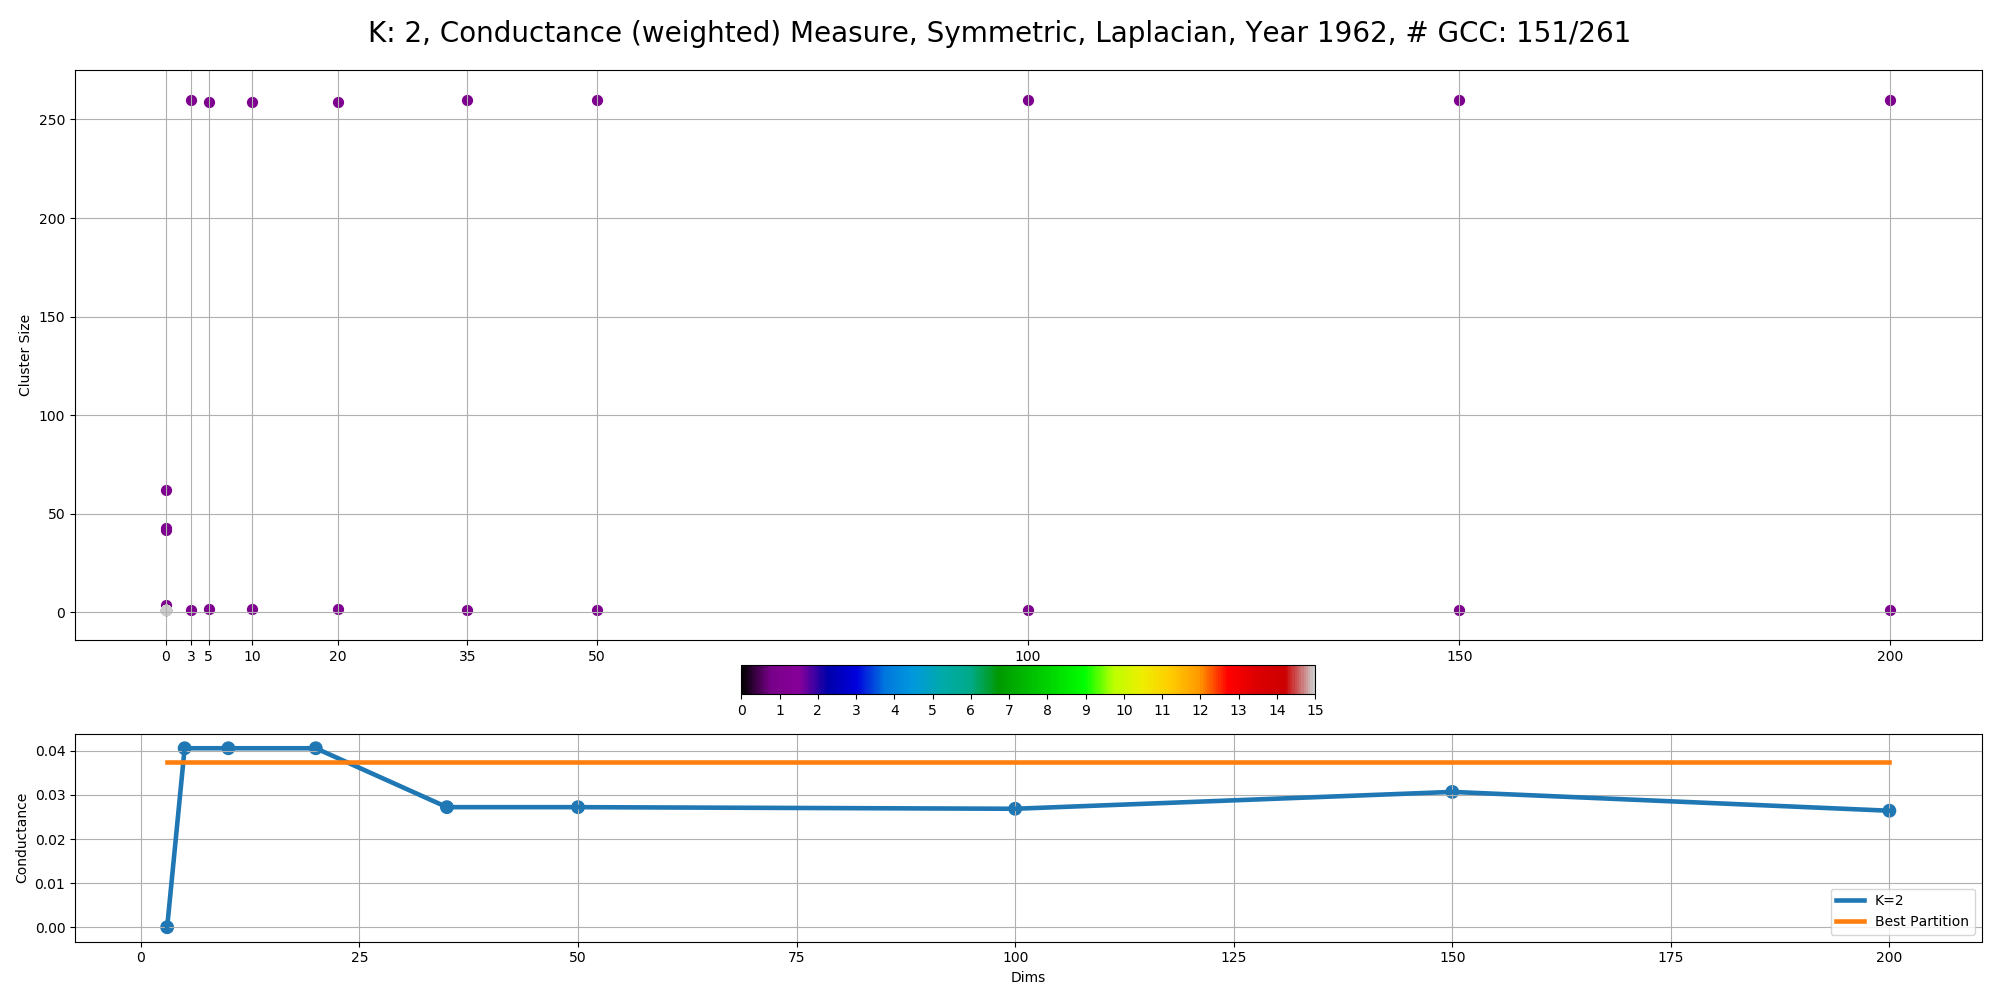 K: 2, Conductance (weighted) Measure, Symmetric, Laplacian, Year 1962, # GCC: 151/261
250
200
150
100
50
0
Cluster Size
0 3 5 10 20 35 50 100 150 200
0 1 2 3 4 5 6 7 8 9 10 11 12 13 14 15
0.04
0.03
0.02
0.01
0.00
Conductance
K=2
Best Partition
0 25 50 75 100 125 150 175 200
Dims